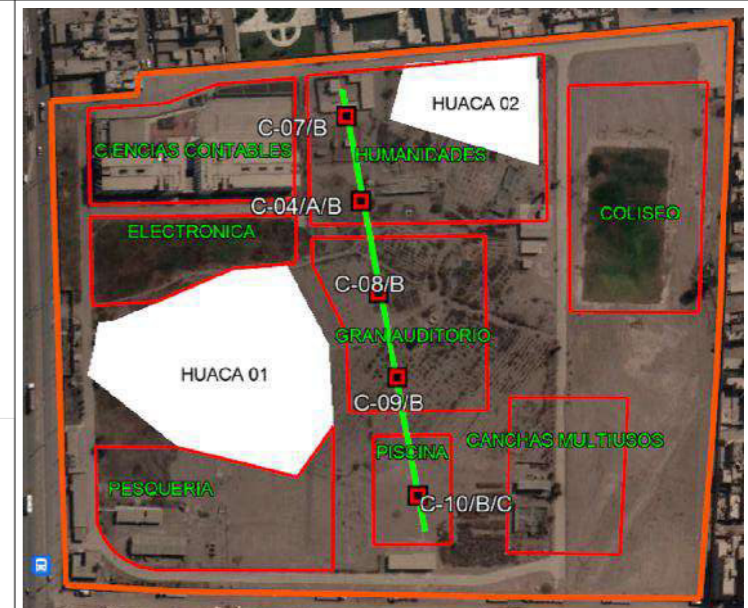 HUACA 02
C-07/B
CIENCIAS CONTABLES
HUMANIDADES
C-04/A/B
COLISEO
ELECTRONICA
C-08/B
GRAN AUDITORIO
HUACA 01
C-09/B
CANCHAS MULTIUSOS
PISCINA
PESQUERIA
C-10/B/C